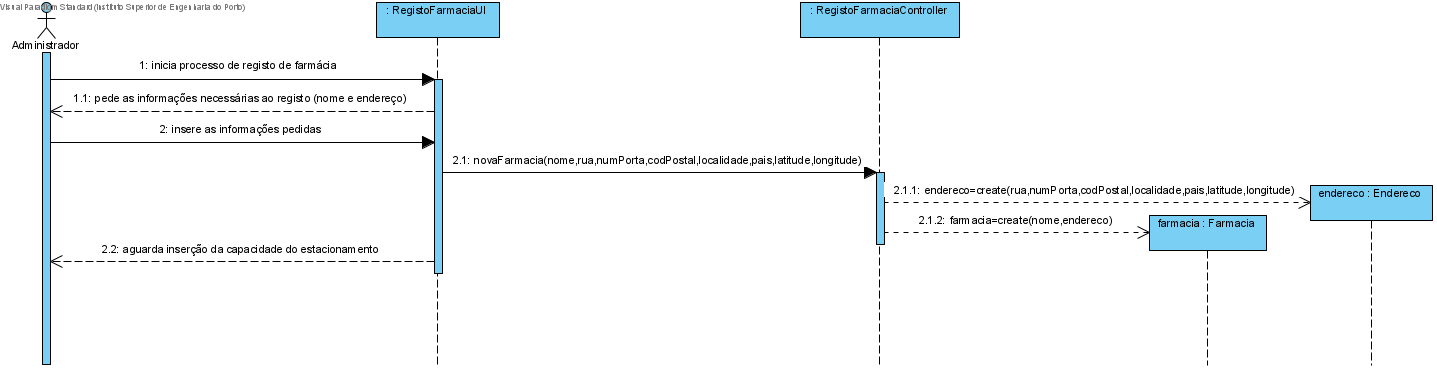 Visual Paradigm Standard (Instituto Superior de Engenharia do Porto)
: RegistoFarmaciaUI
: RegistoFarmaciaController
Administrador
1: inicia processo de registo de farmácia
1.1: pede as informações necessárias ao registo (nome e endereço)
2: insere as informações pedidas
2.1: novaFarmacia(nome,rua,numPorta,codPostal,localidade,pais,latitude,longitude)
2.1.1: endereco=create(rua,numPorta,codPostal,localidade,pais,latitude,longitude)
endereco : Endereco
2.1.2: farmacia=create(nome,endereco)
farmacia : Farmacia
2.2: aguarda inserção da capacidade do estacionamento